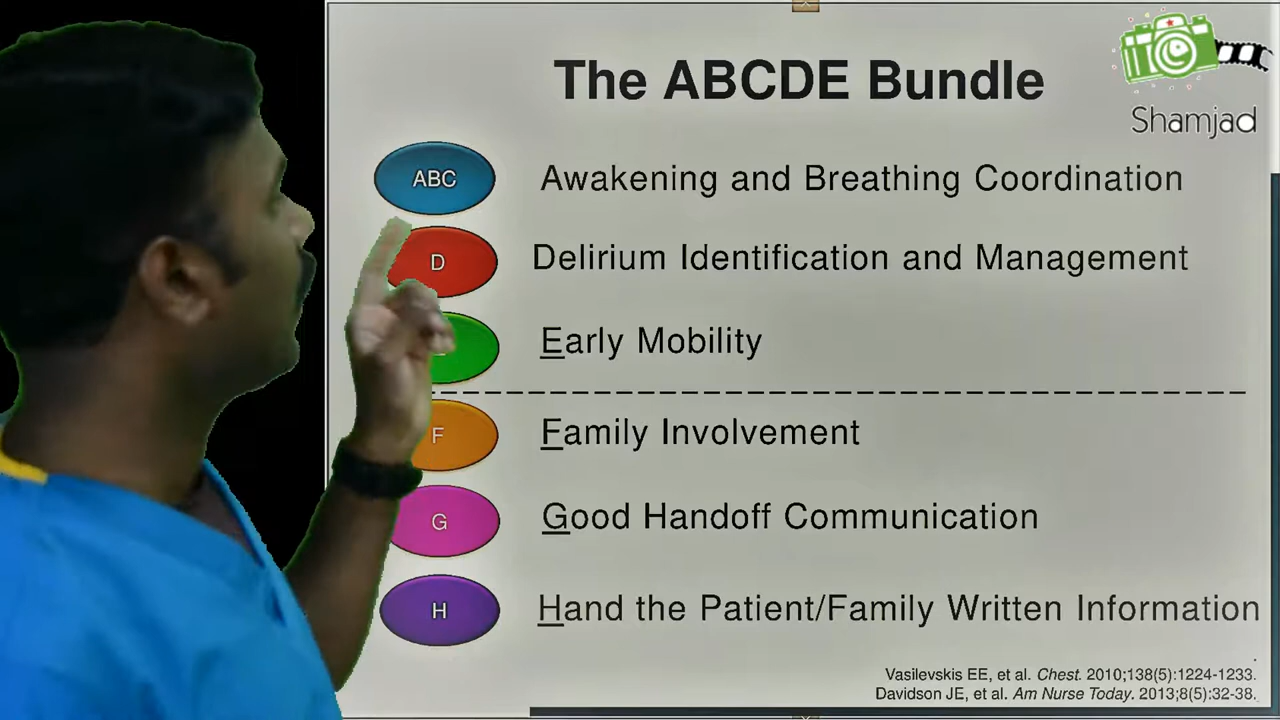 The ABCDE Bundle
Shamjad
ABC Awakening and Breathing Coordination
D Delirium Identification and Management
Early Mobility
F Family Involvement
G Good Handoff Communication
H Hand the Patient/Family Written Information
Vasilevskis EE, et al. Chest. 2010;138(5):1224-1233.
Davidson JE, et al. Am Nurse Today. 2013;8(5):32-38.